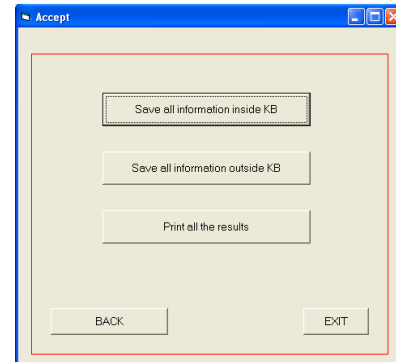 Accept
Save all information inside KB
Save all information outside KB
Print all the results
BACK
EXIT